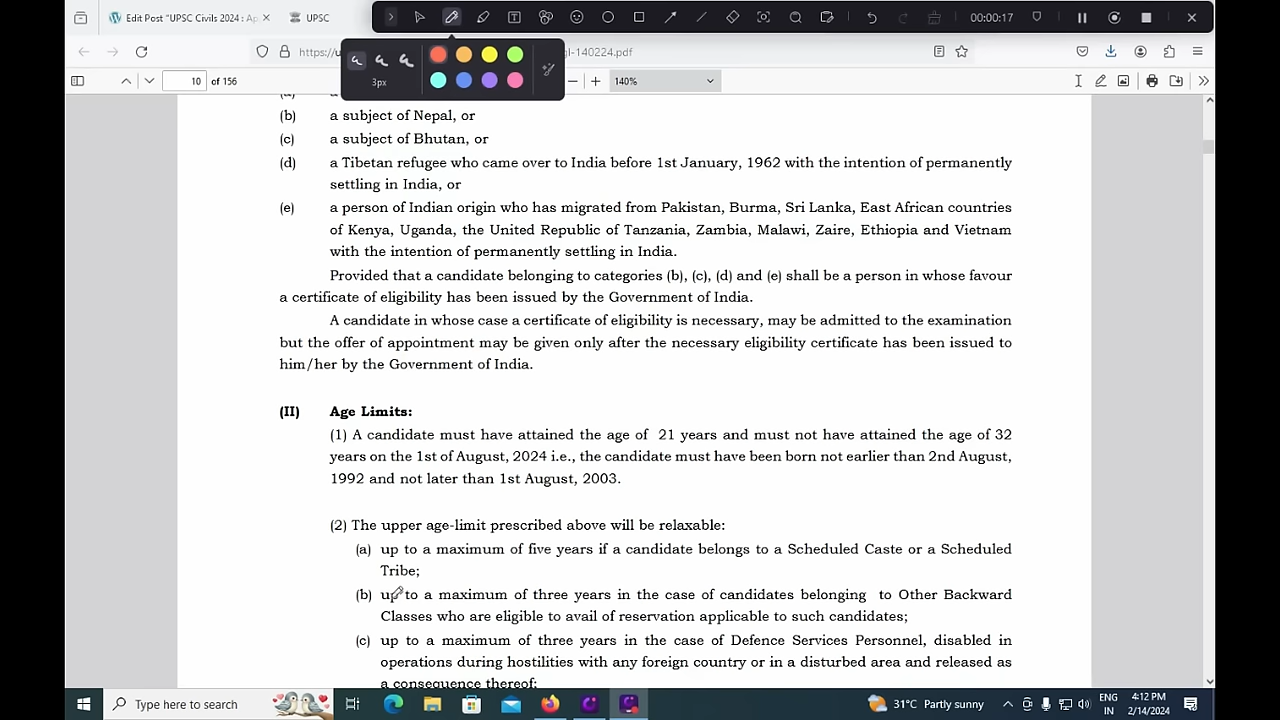 Edit Post "UPSC Civils 2024 : Ap
UPSC
00:00:17
https://u
gl-140224.pdf
3px
10 of 156
140%
(b) a subject of Nepal, or
(c) a subject of Bhutan, or
(d) a Tibetan refugee who came over to India before 1st January, 1962 with the intention of permanently
settling in India, or
(e) a person of Indian origin who has migrated from Pakistan, Burma, Sri Lanka, East African countries
of Kenya, Uganda, the United Republic of Tanzania, Zambia, Malawi, Zaire, Ethiopia and Vietnam
with the intention of permanently settling in India.
Provided that a candidate belonging to categories (b), (c), (d) and (e) shall be a person in whose favour
a certificate of eligibility has been issued by the Government of India.
A candidate in whose case a certificate of eligibility is necessary, may be admitted to the examination
but the offer of appointment may be given only after the necessary eligibility certificate has been issued to
him/her by the Government of India.
(II) Age Limits:
(1) A candidate must have attained the age of 21 years and must not have attained the age of 32
years on the 1st of August, 2024 i.e., the candidate must have been born not earlier than 2nd August,
1992 and not later than 1st August, 2003.
(2) The upper age-limit prescribed above will be relaxable:
(a) up to a maximum of five years if a candidate belongs to a Scheduled Caste or a Scheduled
Tribe;
(b) up to a maximum of three years in the case of candidates belonging to Other Backward
Classes who are eligible to avail of reservation applicable to such candidates;
(c) up to a maximum of three years in the case of Defence Services Personnel, disabled in
operations during hostilities with any foreign country or in a disturbed area and released as
a consequence thereof;
Type here to search
31°C Partly sunny
ENG
IN
4:12 PM
2/14/2024